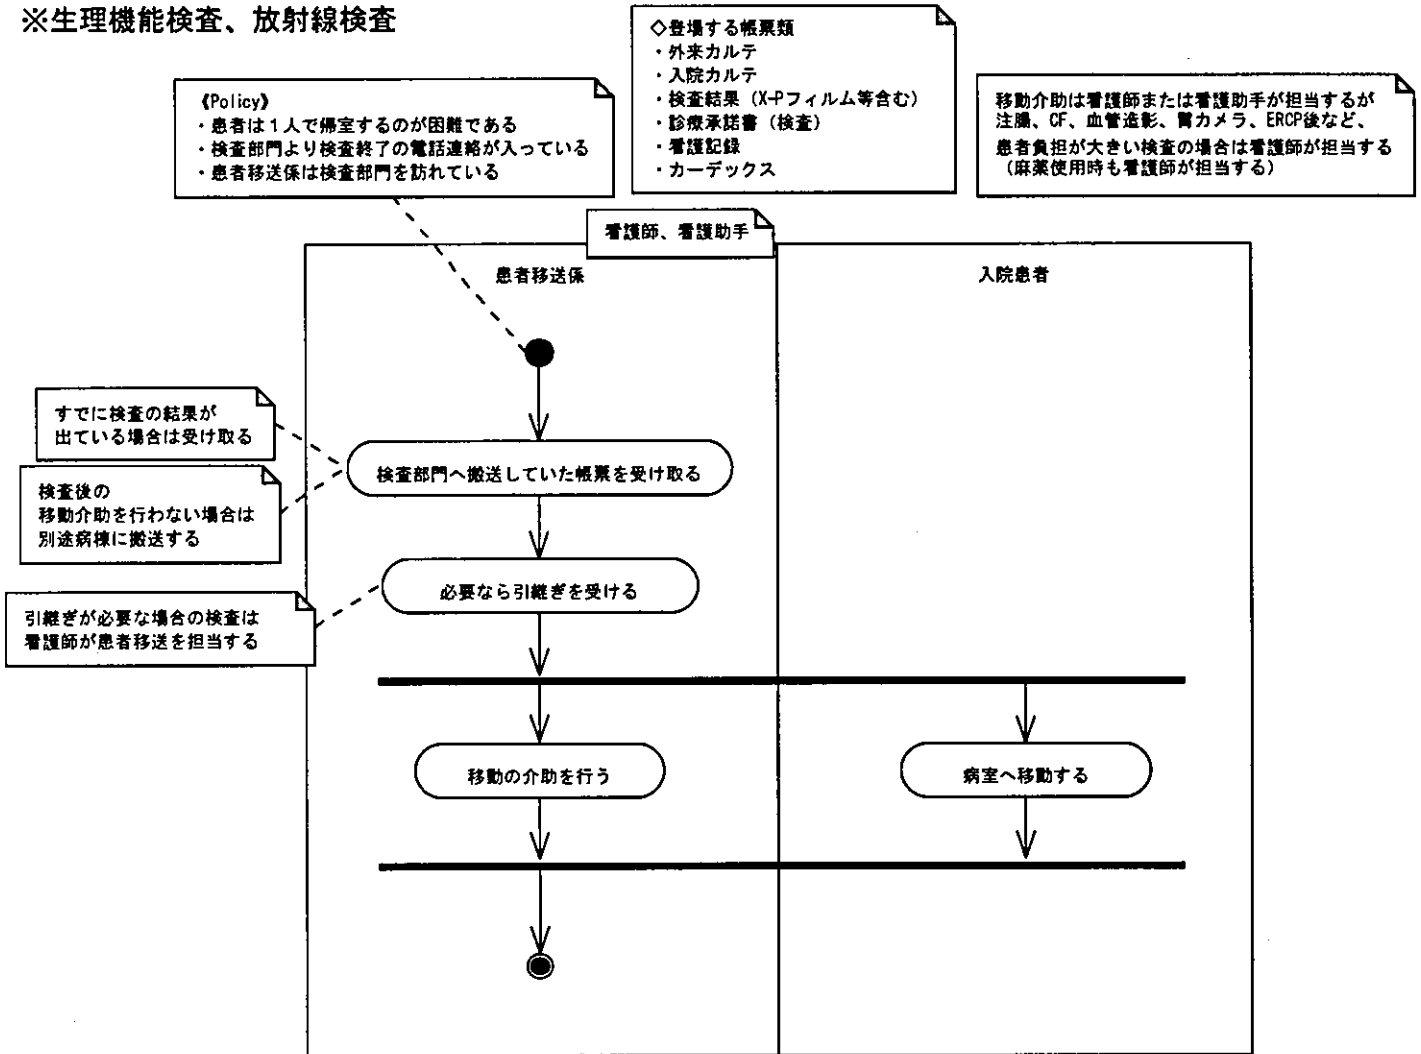 ※生理機能検査、放射線検査
◇登場する帳票類
・外来カルテ
・入院カルテ
・検査結果（X-Pフィルム等含む）
・診療承諾書（検査）
・看護記録
・カーデックス
《Policy》
・患者は1人で帰室するのが困難である
・検査部門より検査終了の電話連絡が入っている
・患者移送係は検査部門を訪れている
移動介助は看護師または看護助手が担当するが
注腸、CF、血管造影、胃カメラ、ERCP後など、
患者負担が大きい検査の場合は看護師が担当する
（麻薬使用時も看護師が担当する）
看護師、看護助手
患者移送係
入院患者
すでに検査の結果が
出ている場合は受け取る
検査部門へ搬送していた帳票を受け取る
検査後の
移動介助を行わない場合は
別途病棟に搬送する
必要なら引継ぎを受ける
引継ぎが必要な場合の検査は
看護師が患者移送を担当する
移動の介助を行う
病室へ移動する